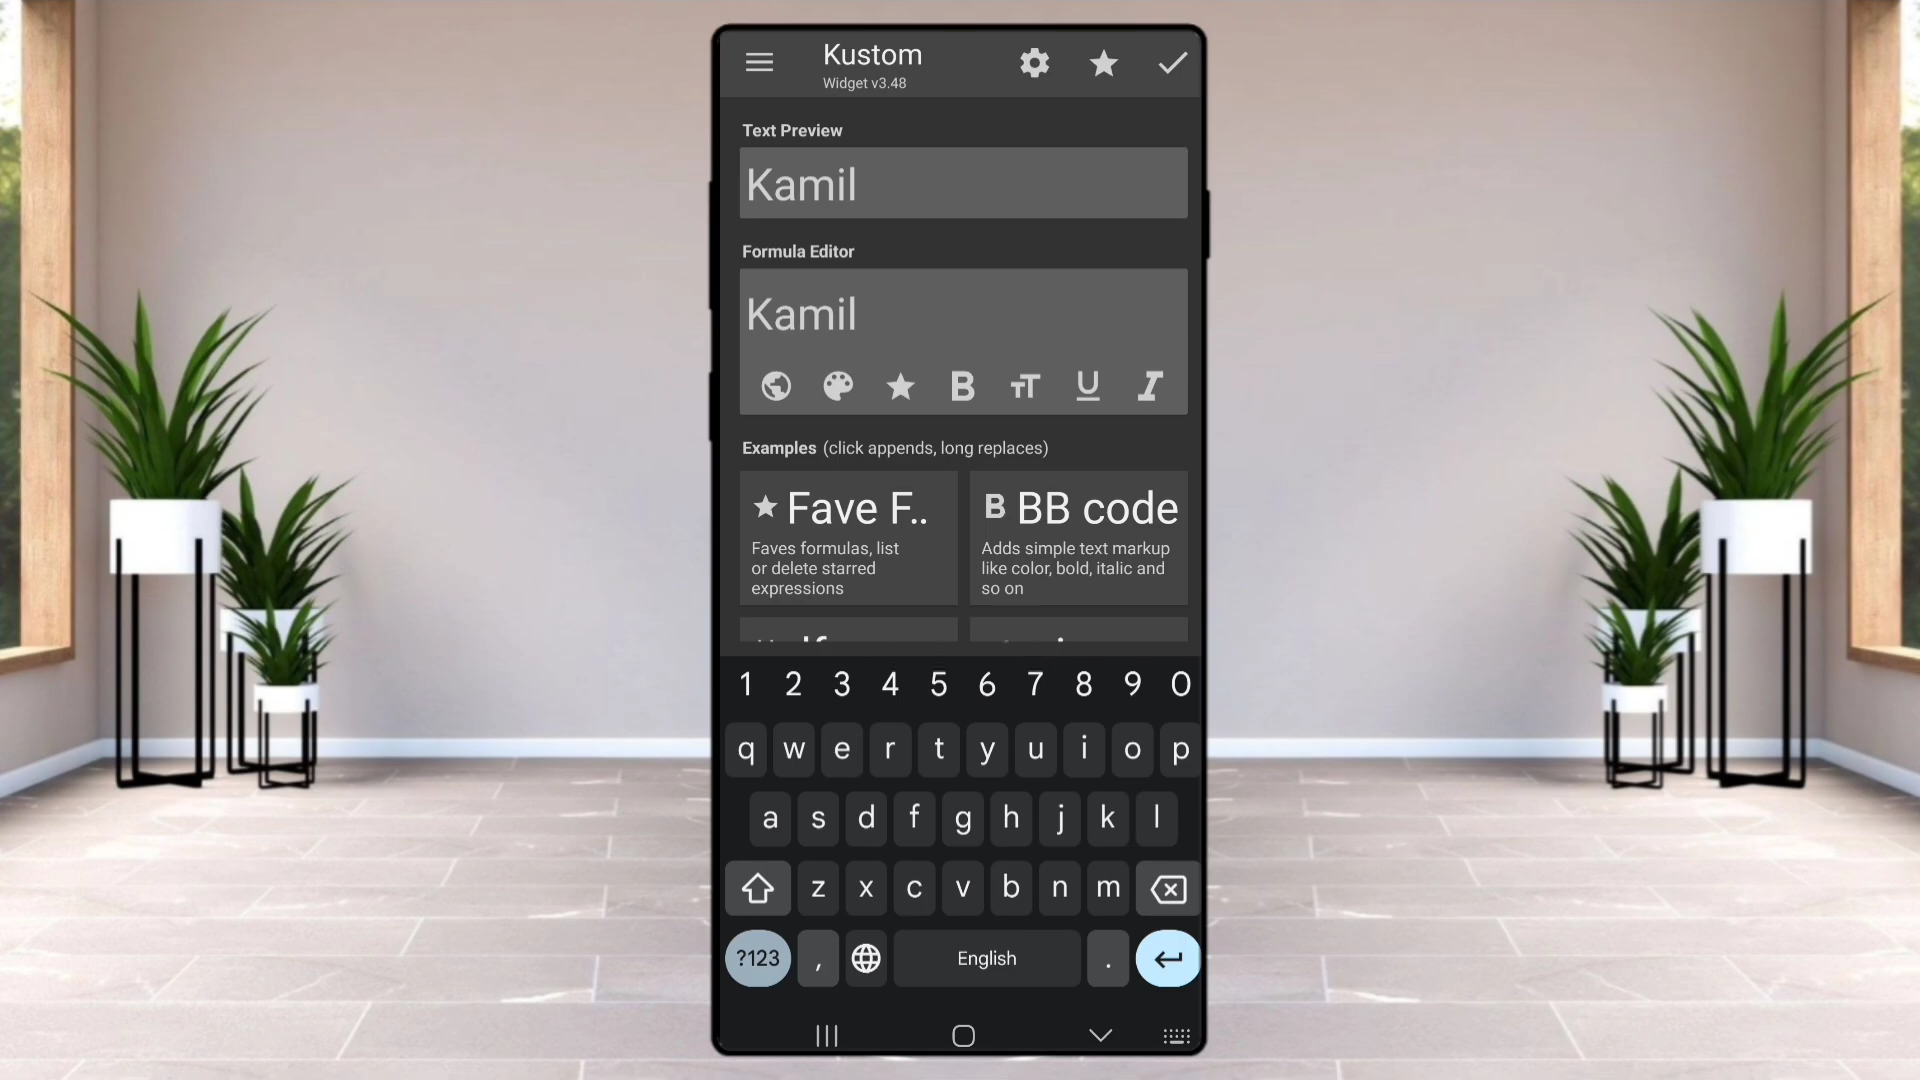 Kustom
Widget v3.48
Text Preview
Kamil
Formula Editor
Kamil
B TT U I
Examples (click appends, long replaces)
Fave F..
Faves formulas, list
or delete starred
expressions
B BB code
Adds simple text markup
like color, bold, italic and
so on
1 2 3 4 5 6 7 8 9 0
q w e r t y u i o p
a s d f g h j k l
z x c v b n m
?123 , English .